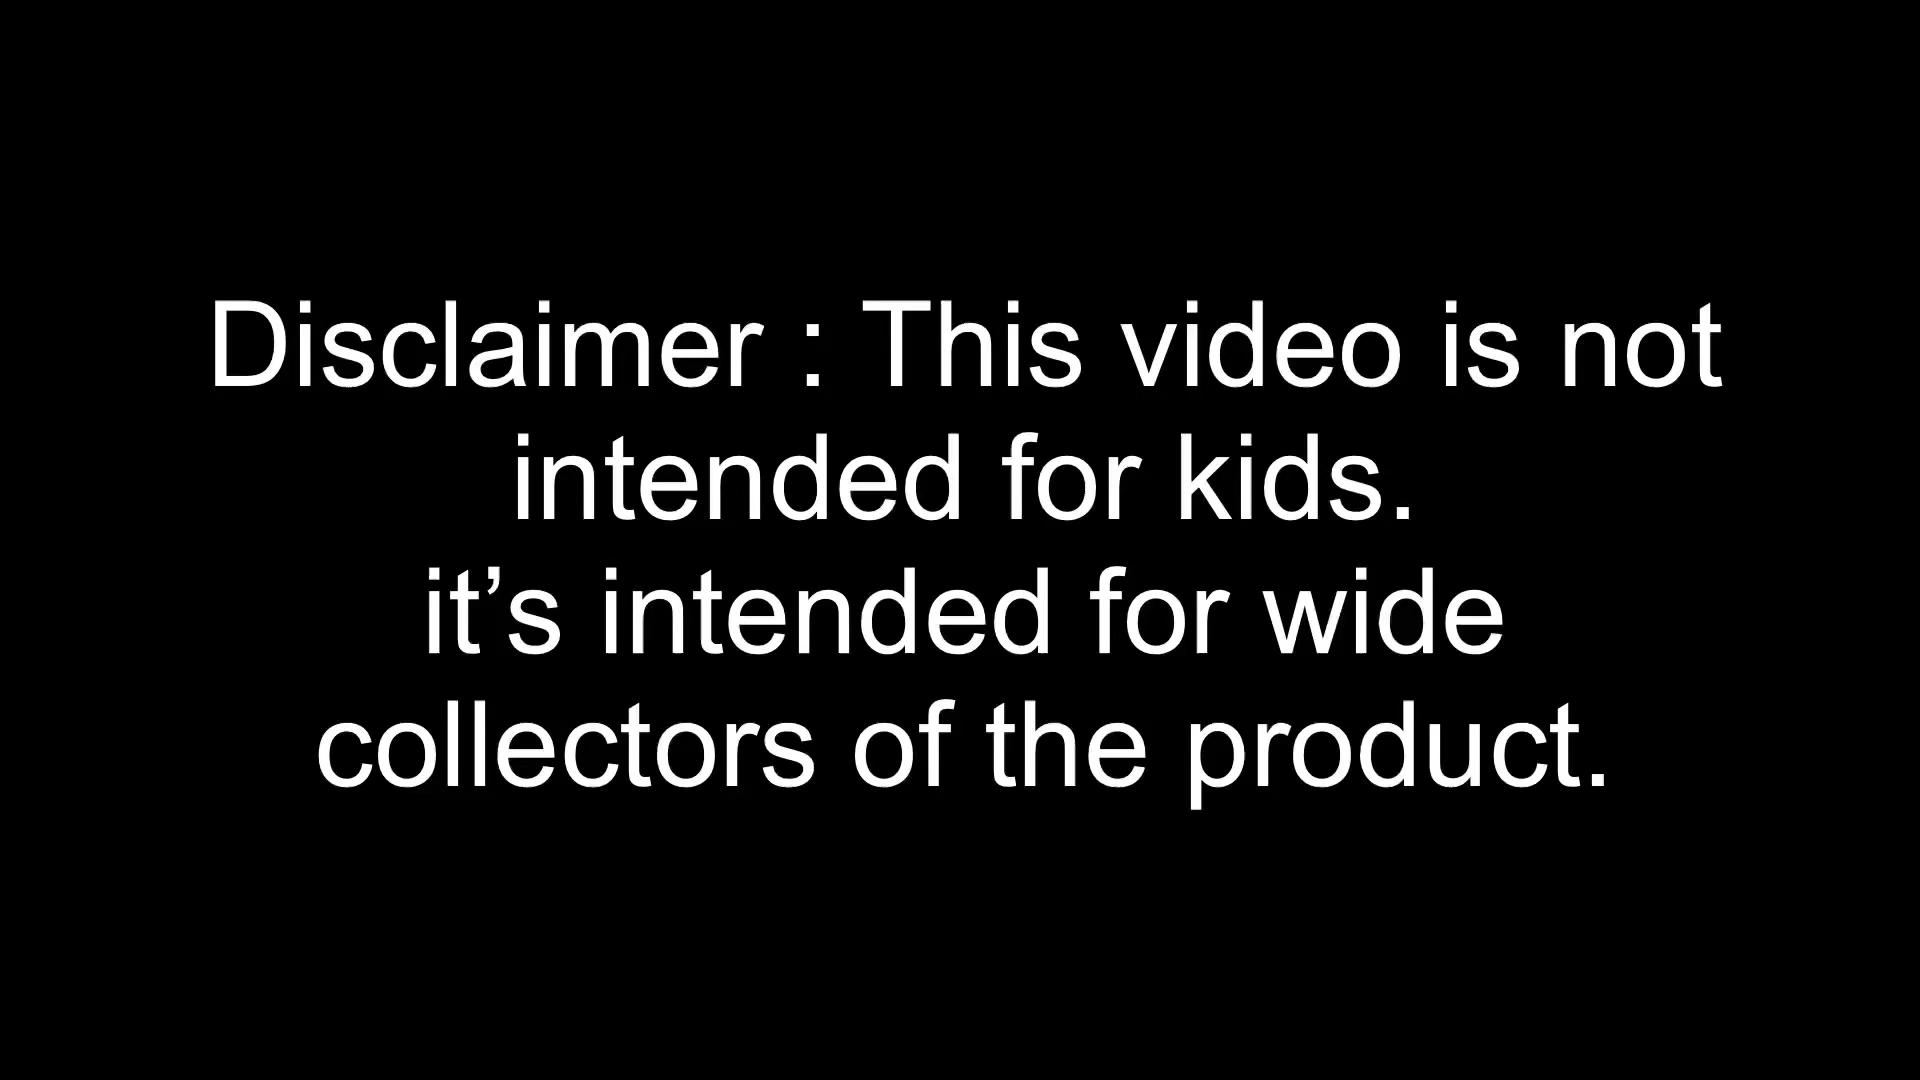 Disclaimer : This video is not
intended for kids.
it’s intended for wide
collectors of the product.